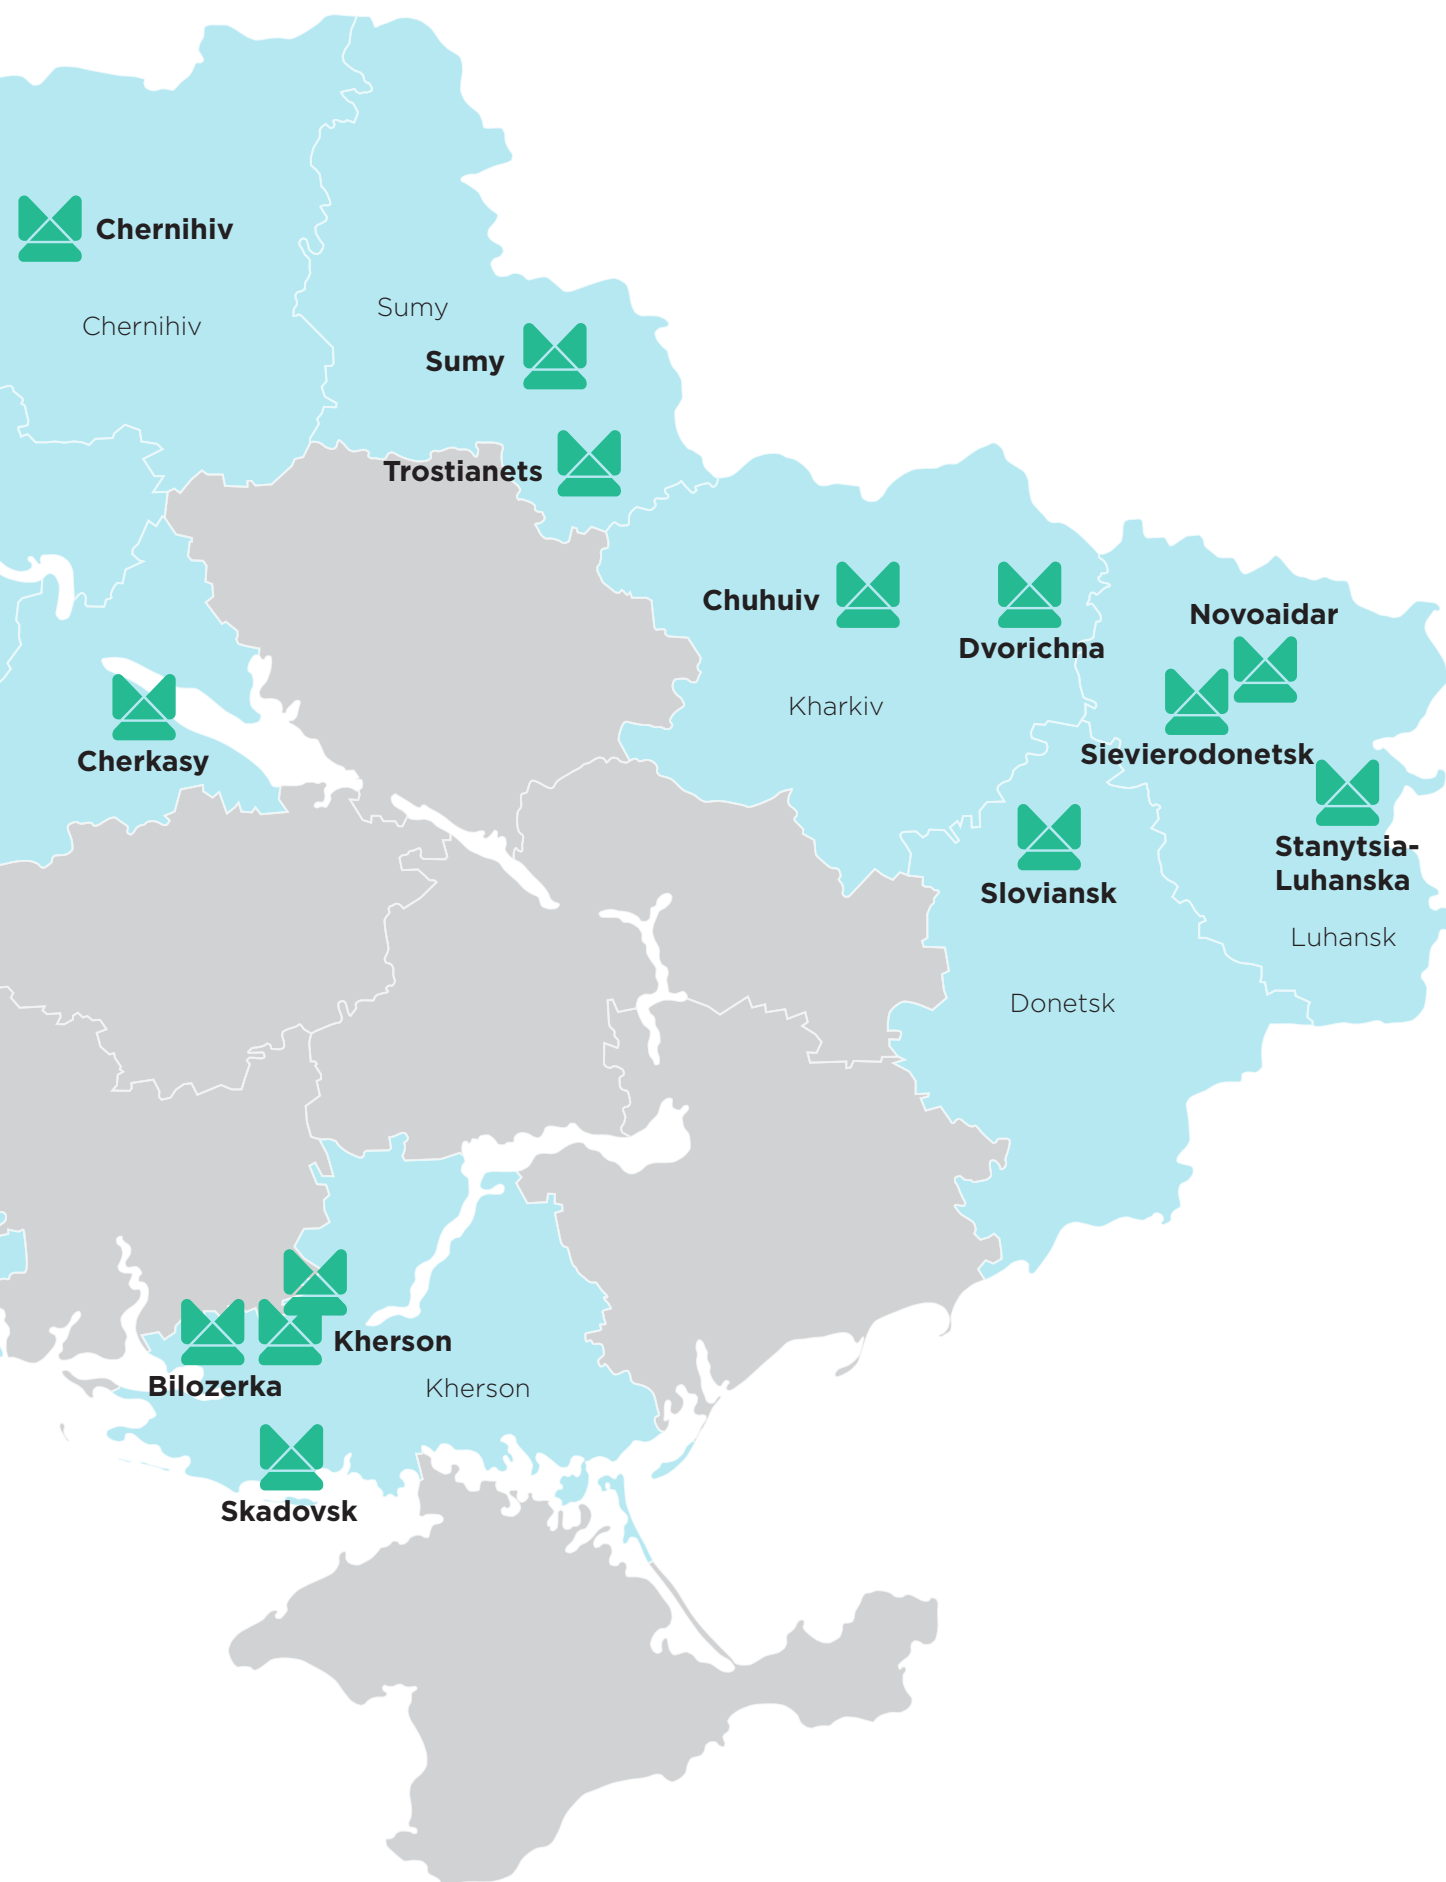 Chernihiv
Chernihiv
Sumy
Sumy
Trostianets
Chuhuiv
Dvorichna
Novoaidar
Kharkiv
Sievierodonetsk
Cherkasy
Stanytsia-
Luhanska
Sloviansk
Luhansk
Donetsk
Kherson
Bilozerka
Kherson
Skadovsk